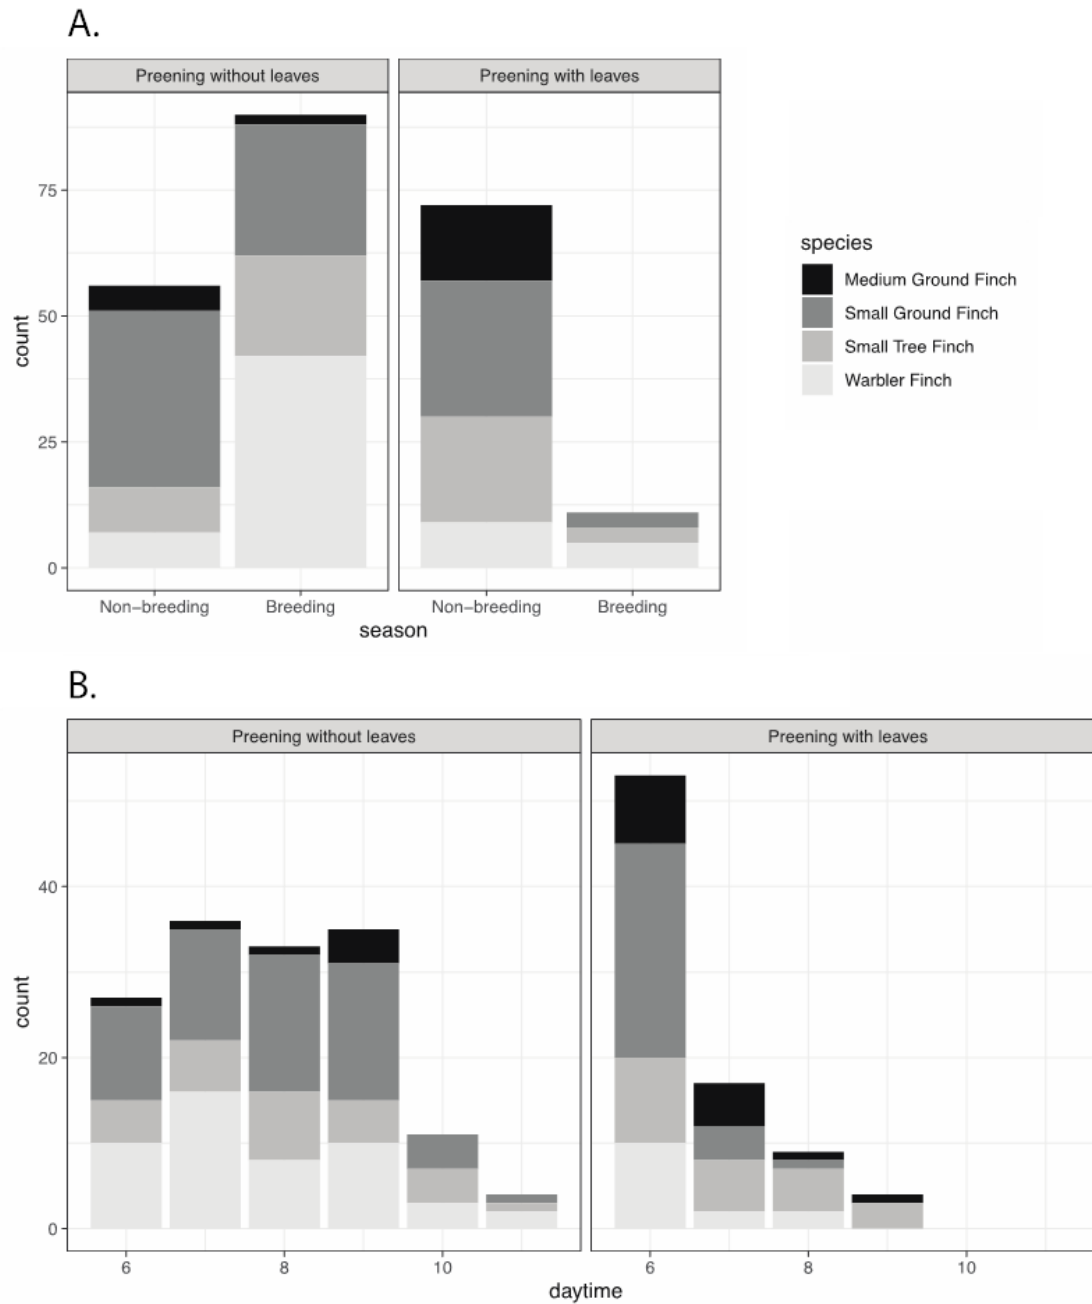 A.
Preening without leaves
Preening with leaves
count
75
50
25
0
Non-breeding
Breeding
Non-breeding
Breeding
season
species
Medium Ground Finch
Small Ground Finch
Small Tree Finch
Warbler Finch
B.
Preening without leaves
Preening with leaves
count
40
20
0
6
8
10
6
8
10
daytime